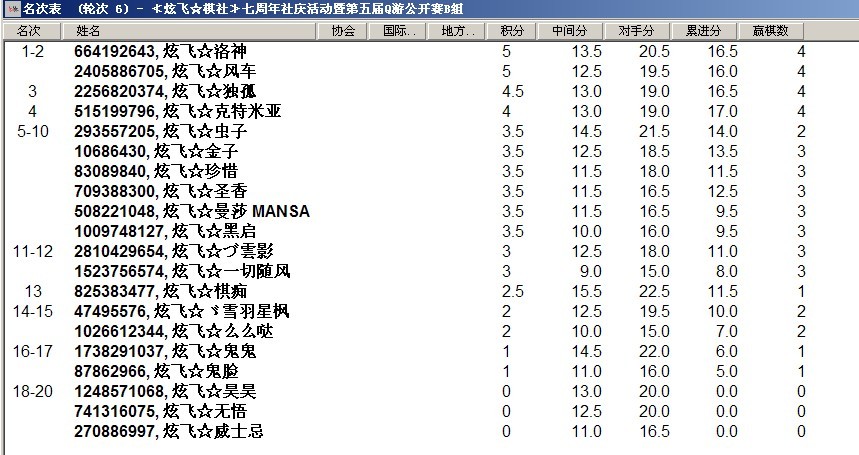 名次表 (轮次 6) - ≮炫飞☆棋社≯七周年社庆活动暨第五届Q游公开赛B组
名次 姓名 协会 国际.. 地方.. 积分 中间分 对手分 累进分 赢棋数
1-2 664192643, 炫飞☆洛神 5 13.5 20.5 16.5 4
2405886705, 炫飞☆风车 5 12.5 19.5 16.0 4
3 2256820374, 炫飞☆独孤 4.5 13.0 19.0 16.5 4
4 515199796, 炫飞☆克特米亚 4 13.0 19.0 17.0 4
5-10 293557205, 炫飞☆虫子 3.5 14.5 21.5 14.0 2
10686430, 炫飞☆金子 3.5 12.5 18.5 13.5 3
83089840, 炫飞☆珍惜 3.5 11.5 18.0 11.5 3
709388300, 炫飞☆圣香 3.5 11.5 16.5 12.5 3
508221048, 炫飞☆曼莎 MANSA 3.5 11.5 16.5 9.5 3
1009748127, 炫飞☆黑启 3.5 10.0 16.0 9.5 3
11-12 2810429654, 炫飞☆づ雲影 3 12.5 18.0 11.0 3
1523756574, 炫飞☆一切随风 3 9.0 15.0 8.0 3
13 825383477, 炫飞☆棋痴 2.5 15.5 22.5 11.5 1
14-15 47495576, 炫飞☆ヾ雪羽星枫 2 12.5 19.5 10.0 2
1026612344, 炫飞☆么么哒 2 10.0 15.0 7.0 2
16-17 1738291037, 炫飞☆鬼鬼 1 14.5 22.0 6.0 1
87862966, 炫飞☆鬼脸 1 11.0 16.0 5.0 1
18-20 1248571068, 炫飞☆昊昊 0 13.0 20.0 0.0 0
741316075, 炫飞☆无悟 0 12.5 20.0 0.0 0
270886997, 炫飞☆威士忌 0 11.0 16.5 0.0 0